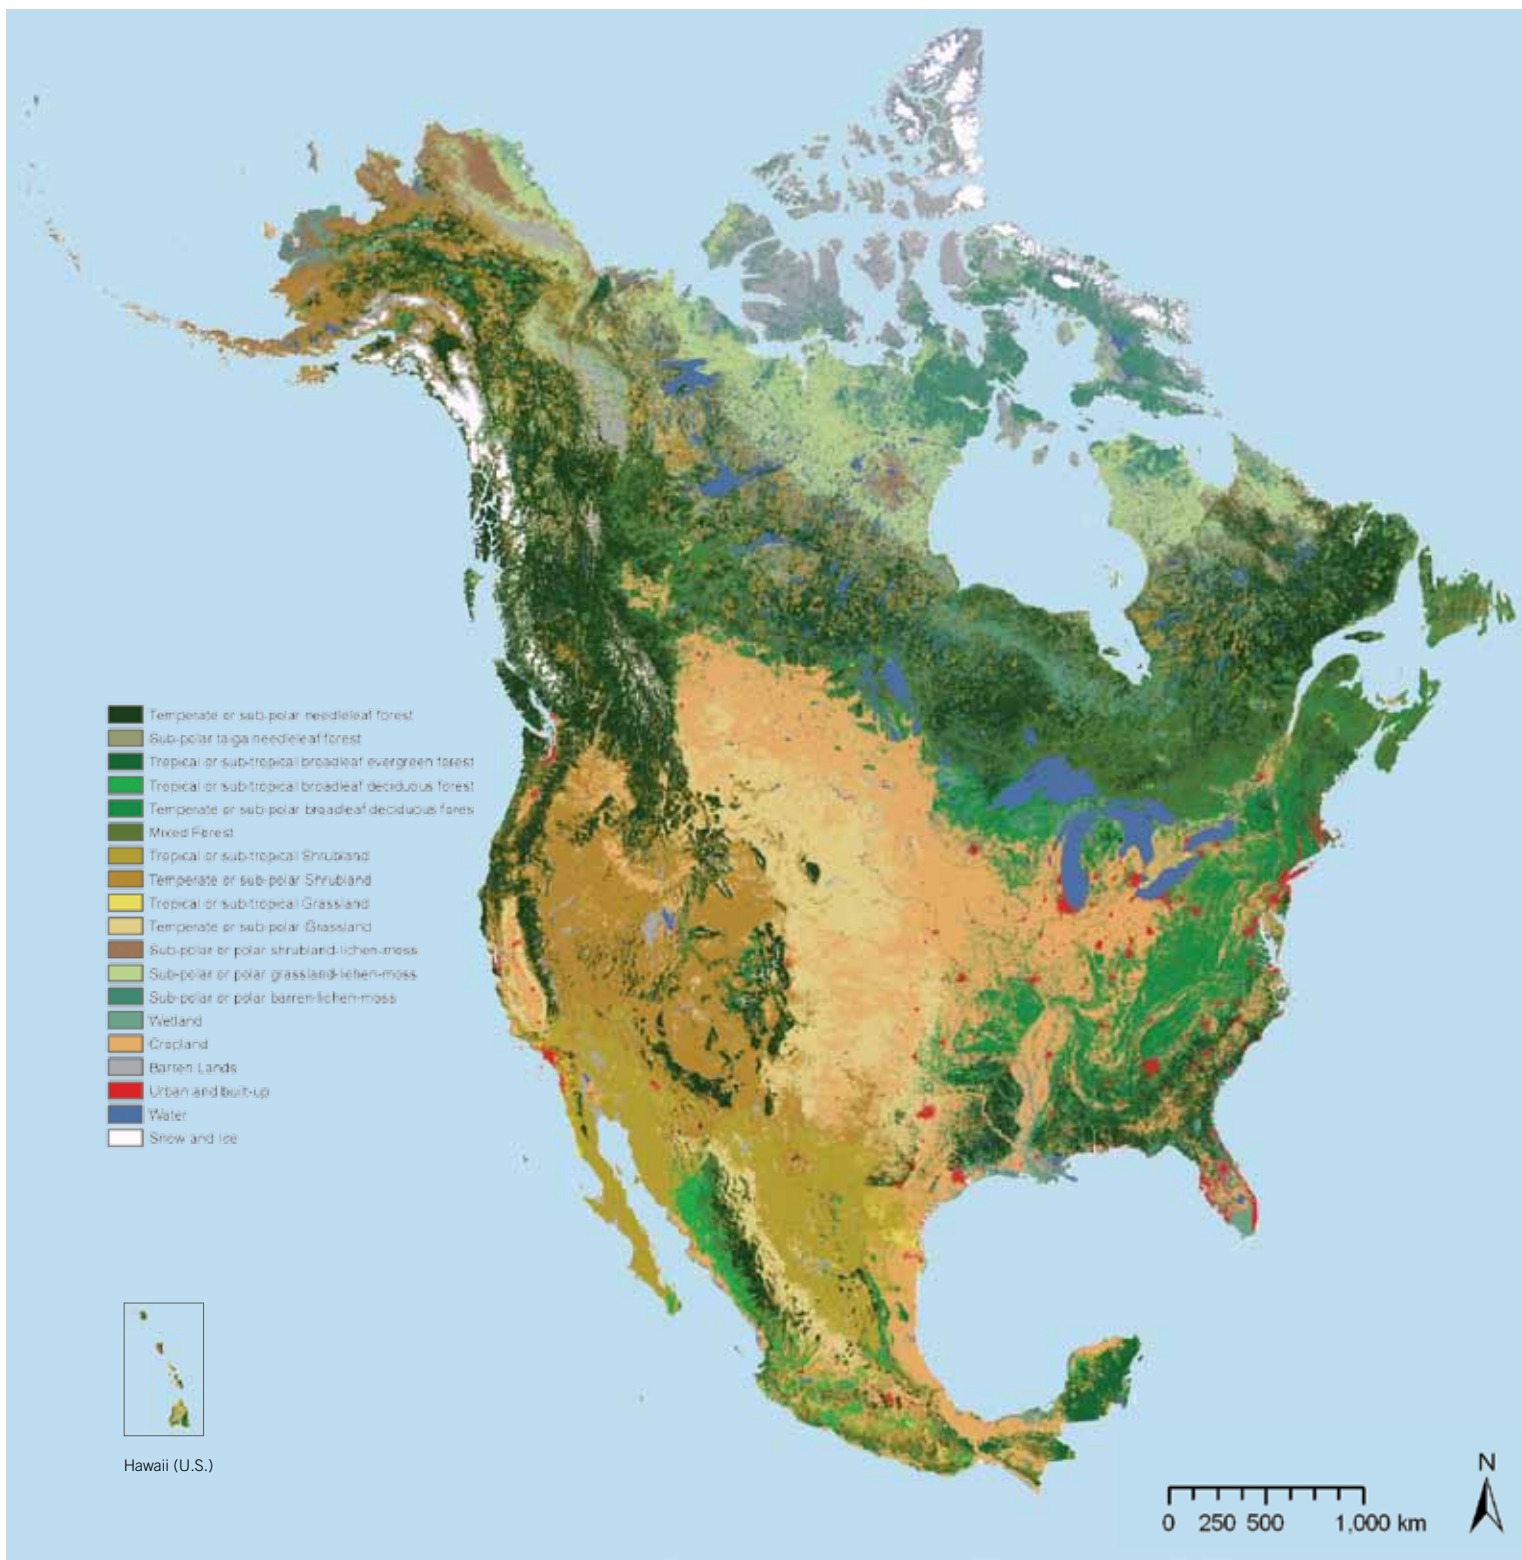 Temperate or sub-polar needleleaf forest
Sub-polar taiga needleleaf forest
Tropical or sub-tropical broadleaf evergreen forest
Tropical or sub-tropical broadleaf deciduous forest
Temperate or sub-polar broadleaf deciduous fores
Mixed Forest
Tropical or sub-tropical Shrubland
Temperate or sub-polar Shrubland
Tropical or sub-tropical Grassland
Temperate or sub-polar Grassland
Sub-polar or polar shrubland-lichen-moss
Sub-polar or polar grassland-lichen-moss
Sub-polar or polar barren-lichen-moss
Wetland
Cropland
Barren Lands
Urban and built-up
Water
Snow and Ice
Hawaii (U.S.)
N
0 250 500 1,000 km